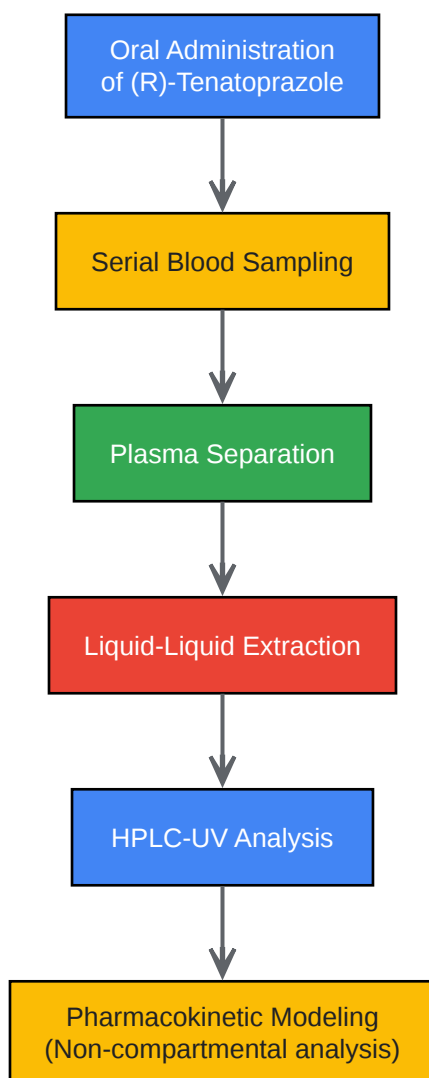 Oral Administration
of (R)-Tenatoprazole
Serial Blood Sampling
Plasma Separation
Liquid-Liquid Extraction
HPLC-UV Analysis
Pharmacokinetic Modeling
(Non-compartmental analysis)